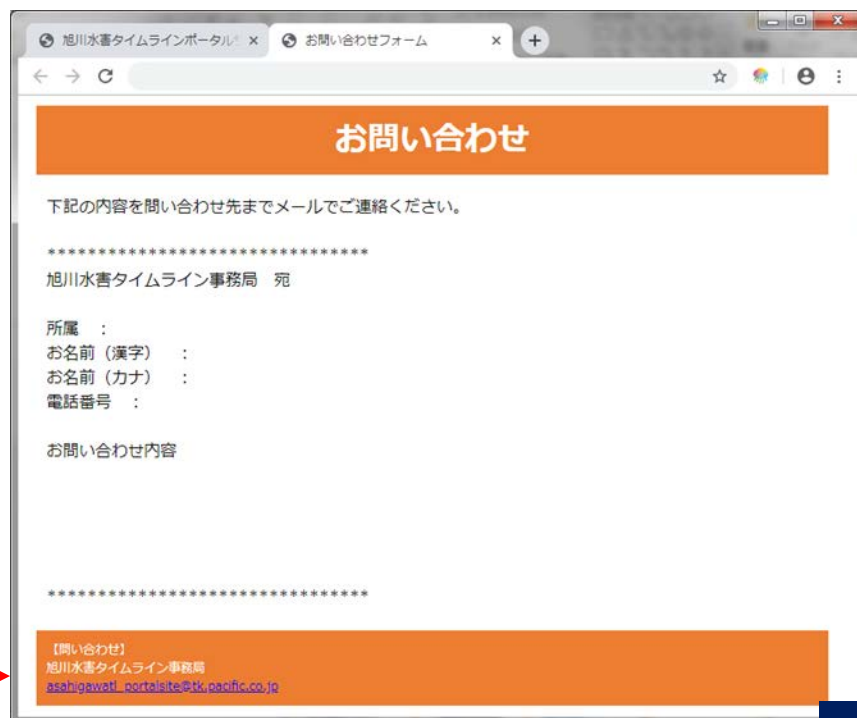 旭川水害タイムラインポータル
お問い合わせフォーム
お問い合わせ
下記の内容を問い合わせ先までメールでご連絡ください。
********************************
旭川水害タイムライン事務局　宛
所属　：
お名前（漢字）　：
お名前（カナ）　：
電話番号　：
お問い合わせ内容
********************************
【問い合わせ】
旭川水害タイムライン事務局
asahigawatl_portalsite@tk.pacific.co.jp